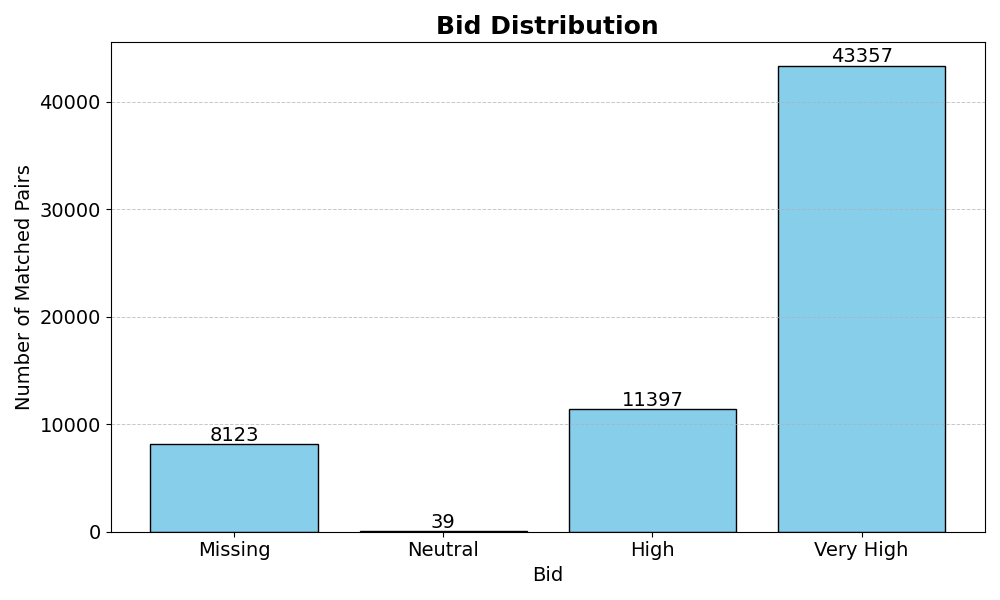 Bid Distribution
Number of Matched Pairs
40000
30000
20000
10000
0
8123
39
11397
43357
Missing
Neutral
High
Very High
Bid